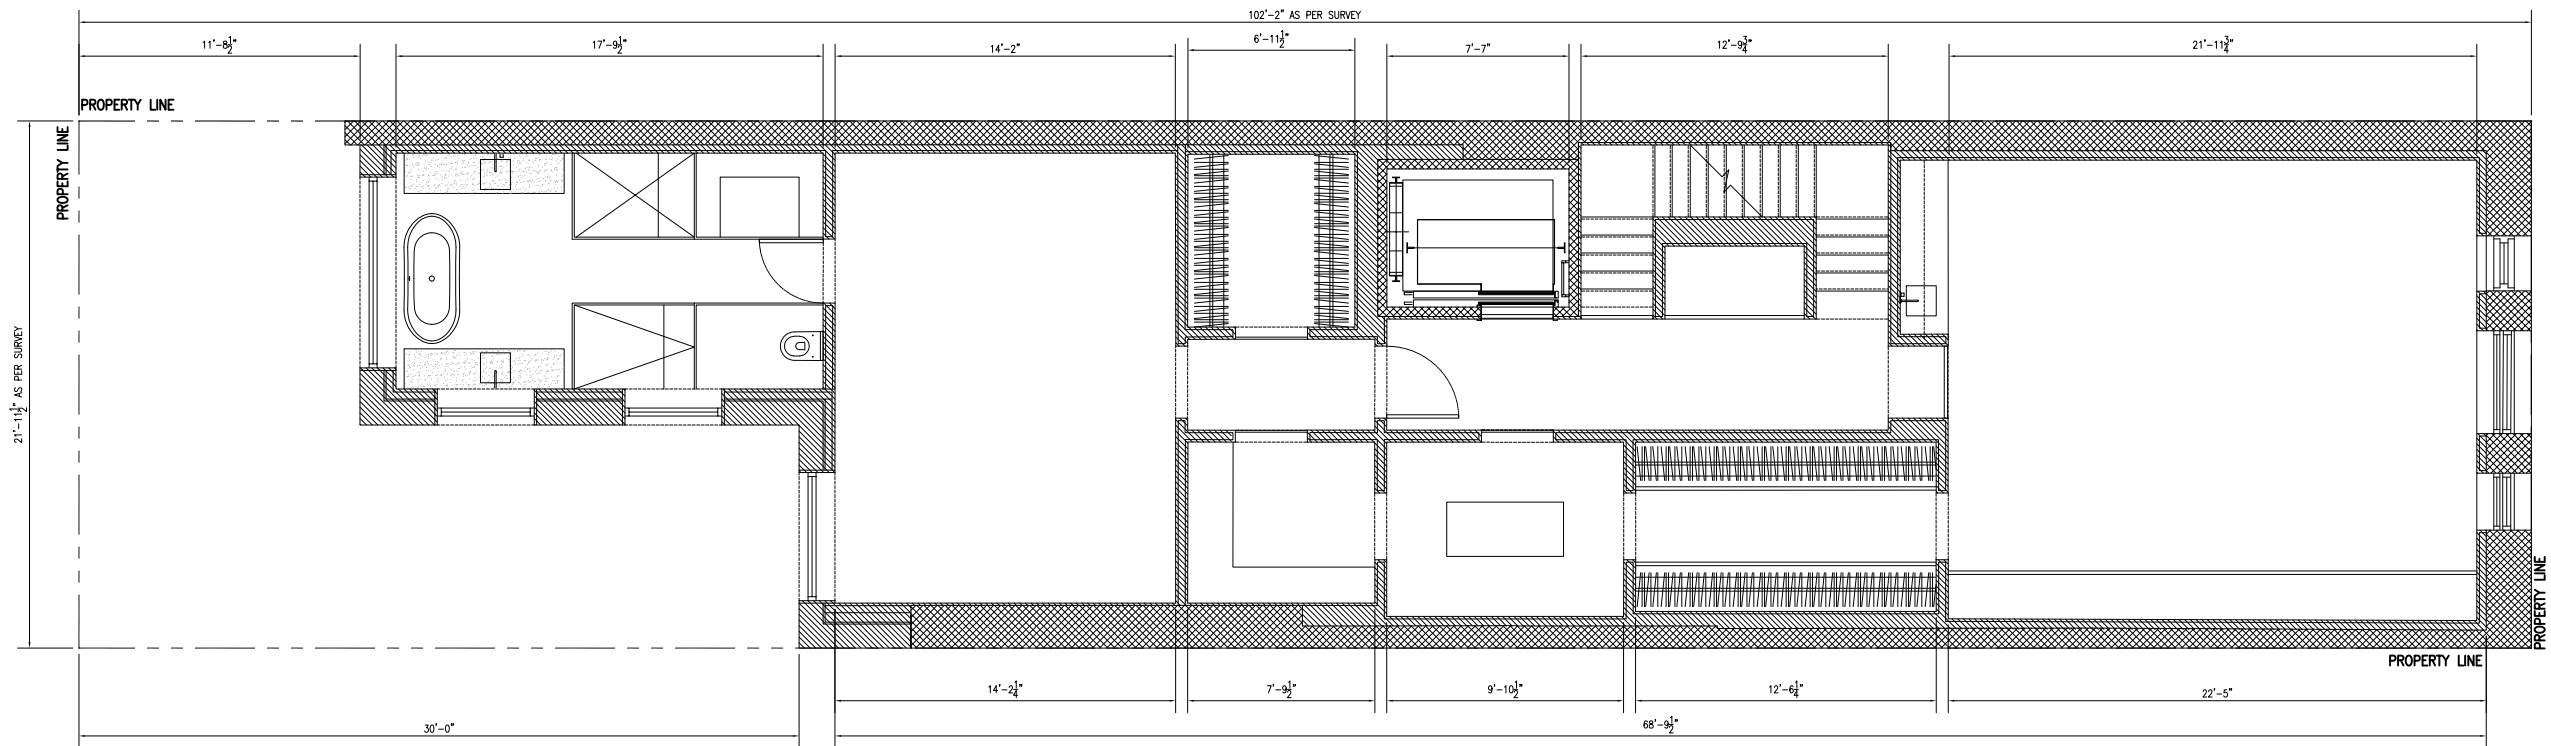 102'-2" AS PER SURVEY
11'-8½"
17'-9½"
14'-2"
6'-11½"
7'-7"
12'-9¾"
21'-11¾"
PROPERTY LINE
PROPERTY LINE
21'-11½" AS PER SURVEY
PROPERTY LINE
PROPERTY LINE
14'-2¼"
7'-9½"
9'-10½"
12'-6¼"
22'-5"
30'-0"
68'-9½"